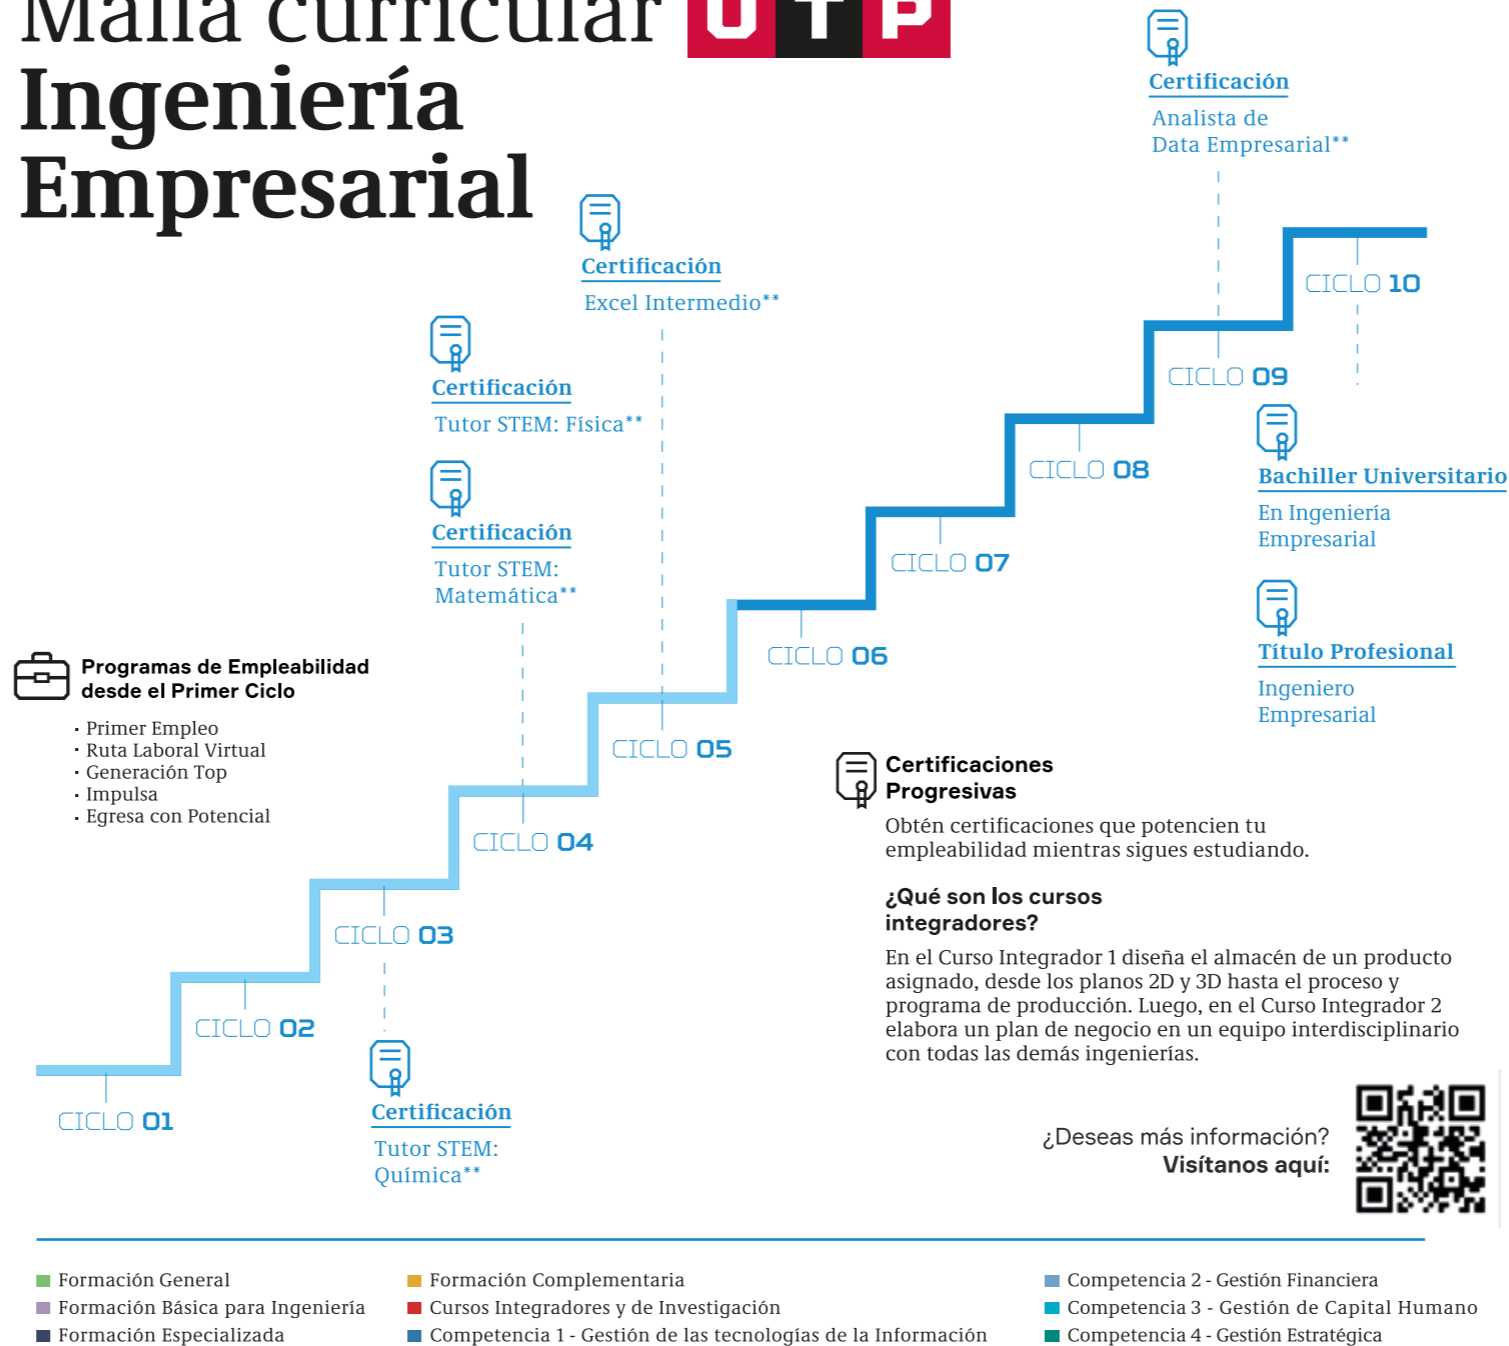 Malla curricular UTP
Ingeniería
Empresarial
Certificación
Analista de
Data Empresarial**
Certificación
Excel Intermedio**
Certificación
Tutor STEM: Física**
Certificación
Tutor STEM:
Matemática**
CICLO 10
CICLO 09
CICLO 08
CICLO 07
CICLO 06
CICLO 05
CICLO 04
CICLO 03
CICLO 02
CICLO 01
Bachiller Universitario
En Ingeniería
Empresarial
Título Profesional
Ingeniero
Empresarial
Programas de Empleabilidad
desde el Primer Ciclo
· Primer Empleo
· Ruta Laboral Virtual
· Generación Top
· Impulsa
· Egresa con Potencial
Certificación
Tutor STEM:
Química**
Certificaciones
Progresivas
Obtén certificaciones que potencien tu
empleabilidad mientras sigues estudiando.
¿Qué son los cursos
integradores?
En el Curso Integrador 1 diseña el almacén de un producto
asignado, desde los planos 2D y 3D hasta el proceso y
programa de producción. Luego, en el Curso Integrador 2
elabora un plan de negocio en un equipo interdisciplinario
con todas las demás ingenierías.
¿Deseas más información?
Visítanos aquí:
Formación General
Formación Básica para Ingeniería
Formación Especializada
Formación Complementaria
Cursos Integradores y de Investigación
Competencia 1 - Gestión de las tecnologías de la Información
Competencia 2 - Gestión Financiera
Competencia 3 - Gestión de Capital Humano
Competencia 4 - Gestión Estratégica